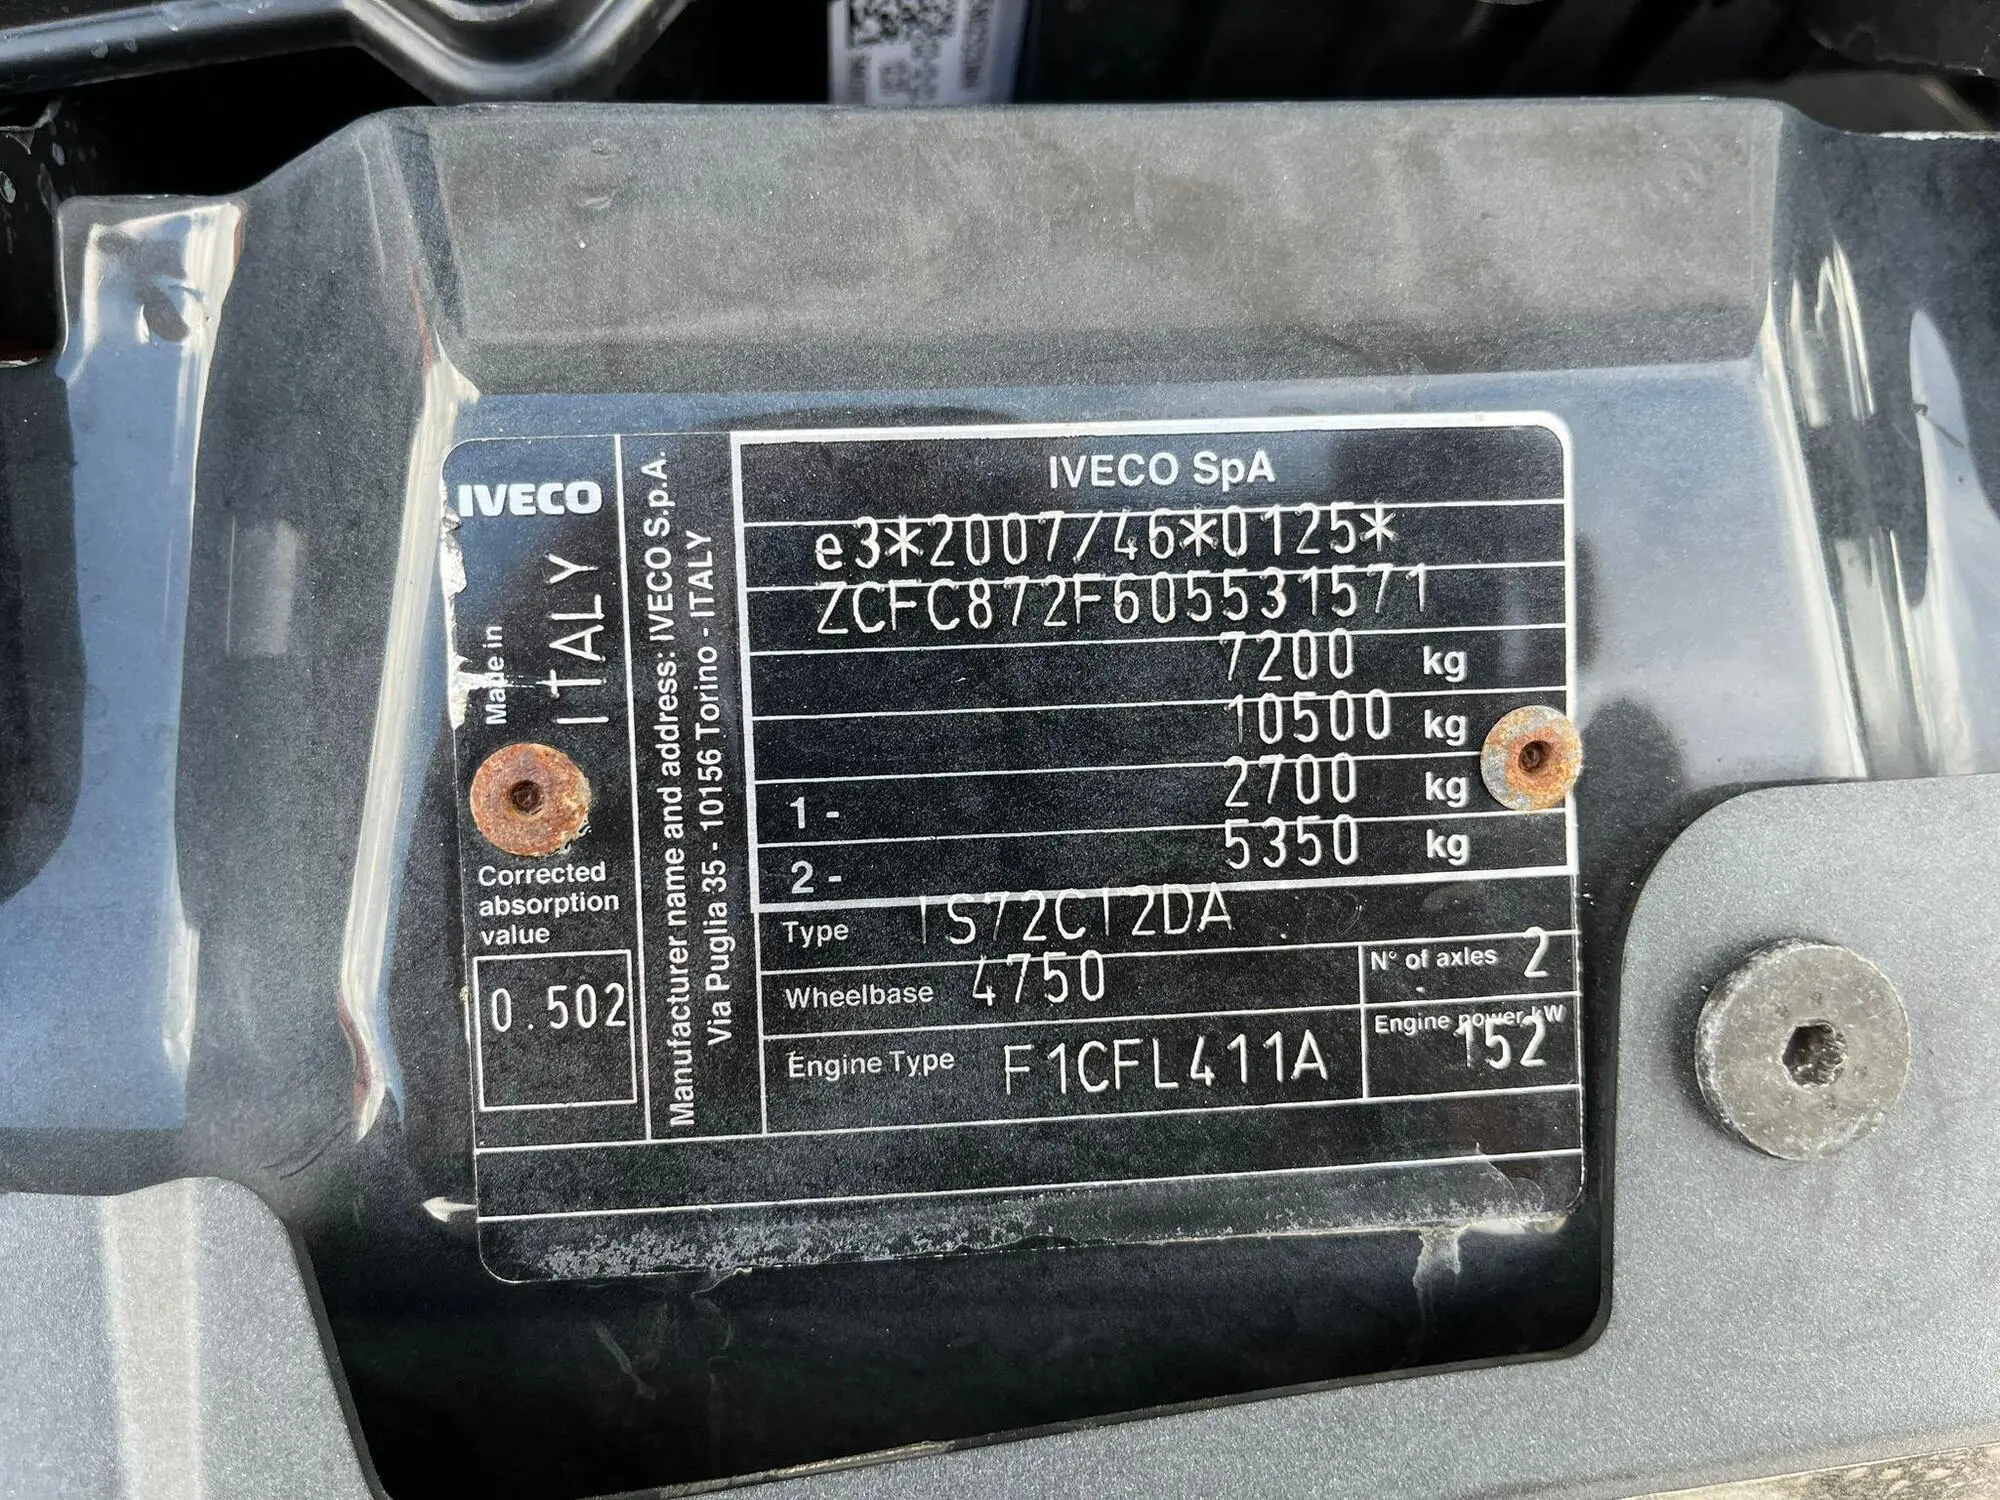 IVECO
Made in
ITALY
Corrected
absorption
value
0.502
Manufacturer name and address: IVECO S.p.A.
Via Puglia 35 - 10156 Torino - ITALY
IVECO SpA
e3*2007/46*0125*
ZCFC872F605531571
7200 kg
10500 kg
1 - 2700 kg
2 - 5350 kg
Type IS72CI2DA
Wheelbase 4750
N° of axles 2
Engine Type F1CFL411A
Engine power kW
152